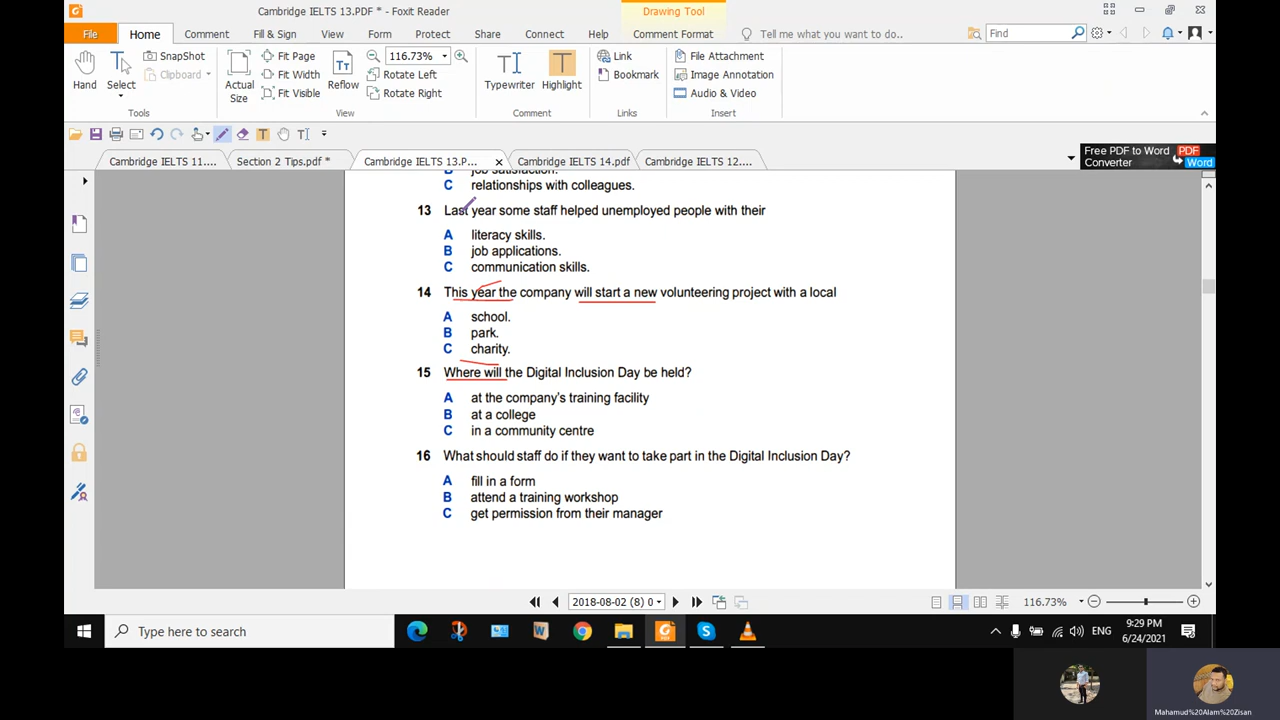 Cambridge IELTS 13.PDF * - Foxit Reader
Drawing Tool
File Home Comment Fill & Sign View Form Protect Share Connect Help Comment Format Tell me what you want to do.. Find
SnapShot
Clipboard
Hand Select
Tools
Actual Size
Fit Page
Fit Width
Fit Visible
Reflow
116.73%
Rotate Left
Rotate Right
View
Typewriter Highlight
Comment
Link
Bookmark
Links
File Attachment
Image Annotation
Audio & Video
Insert
Cambridge IELTS 11.... Section 2 Tips.pdf * Cambridge IELTS 13.P... Cambridge IELTS 14.pdf Cambridge IELTS 12....
Free PDF to Word Converter
PDF
Word
B job satisfaction.
C relationships with colleagues.
13 Last year some staff helped unemployed people with their
A literacy skills.
B job applications.
C communication skills.
14 This year the company will start a new volunteering project with a local
A school.
B park.
C charity.
15 Where will the Digital Inclusion Day be held?
A at the company's training facility
B at a college
C in a community centre
16 What should staff do if they want to take part in the Digital Inclusion Day?
A fill in a form
B attend a training workshop
C get permission from their manager
2018-08-02 (8) 0
116.73%
Type here to search
ENG
9:29 PM
6/24/2021
Mahamud%20Alam%20Zisan